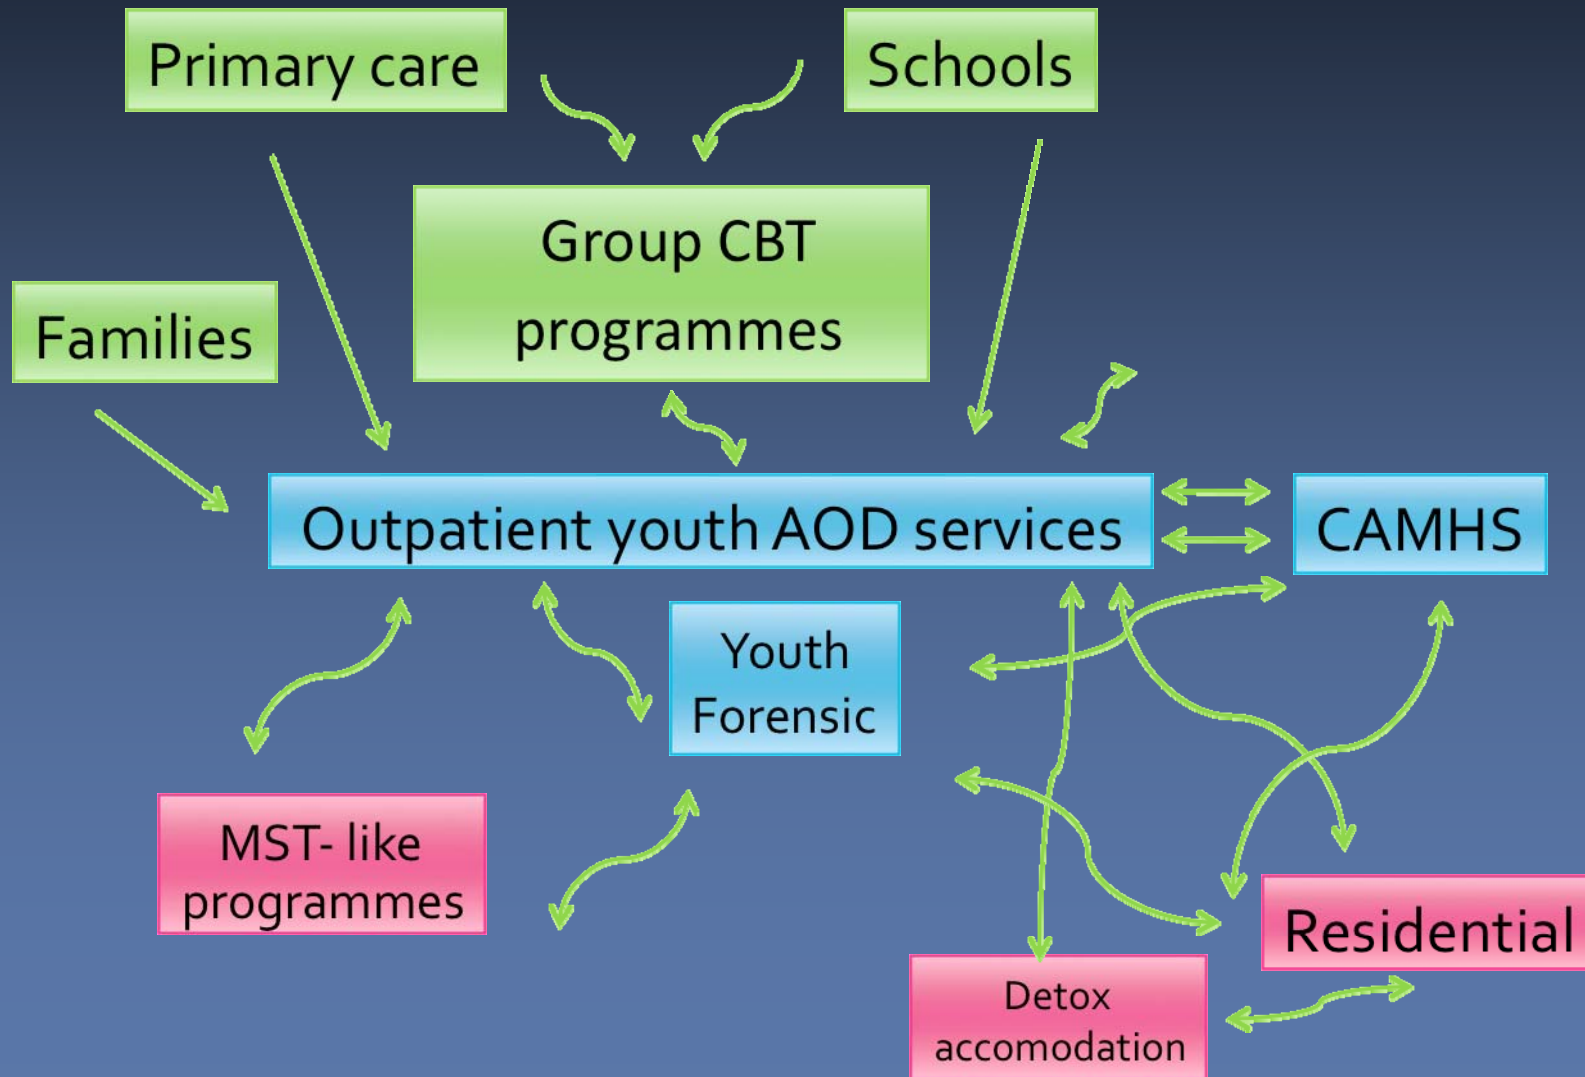 Primary care
Schools
Group CBT
programmes
Families
Outpatient youth AOD services
CAMHS
Youth
Forensic
MST- like
programmes
Residential
Detox
accomodation